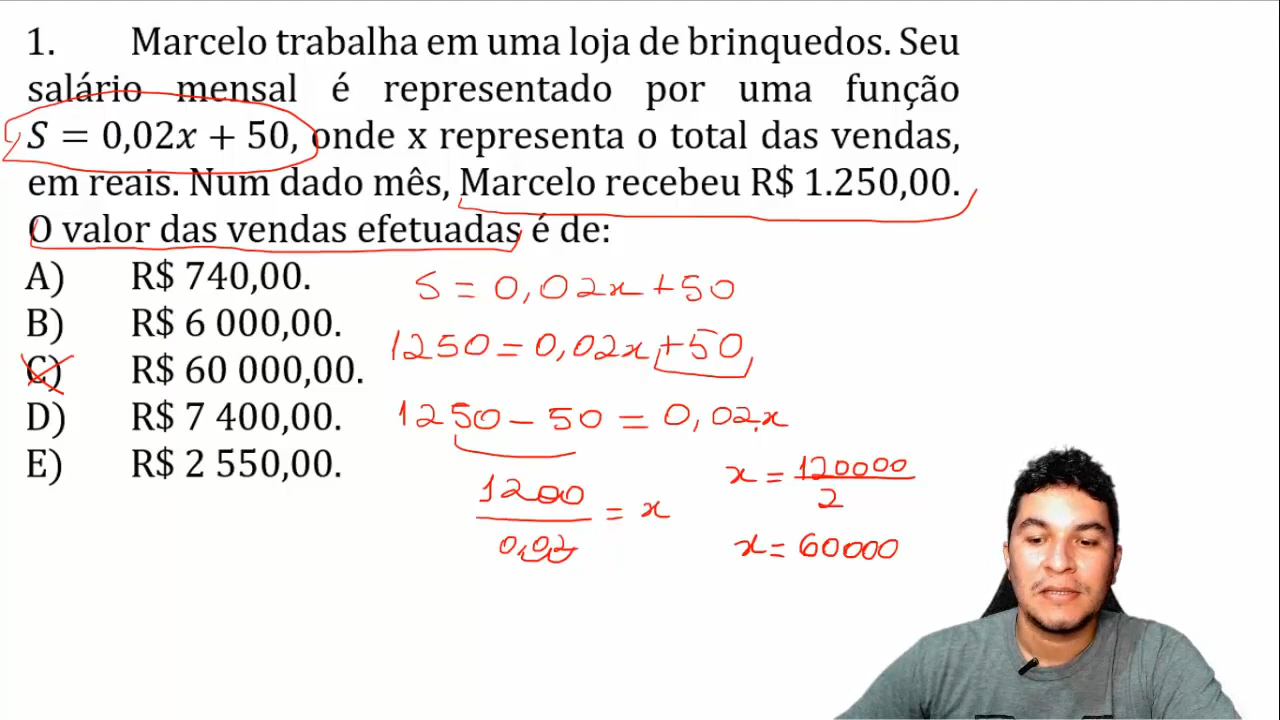 1. Marcelo trabalha em uma loja de brinquedos. Seu
salário mensal é representado por uma função
S = 0,02x + 50, onde x representa o total das vendas,
em reais. Num dado mês, Marcelo recebeu R$ 1.250,00.
O valor das vendas efetuadas é de:
A) R$ 740,00.
B) R$ 6 000,00.
C) R$ 60 000,00.
D) R$ 7 400,00.
E) R$ 2 550,00.
S = 0,02x + 50
1250 = 0,02x + 50
1250 - 50 = 0,02.x
1200
0,02
= x
x = 120000
2
x = 60000